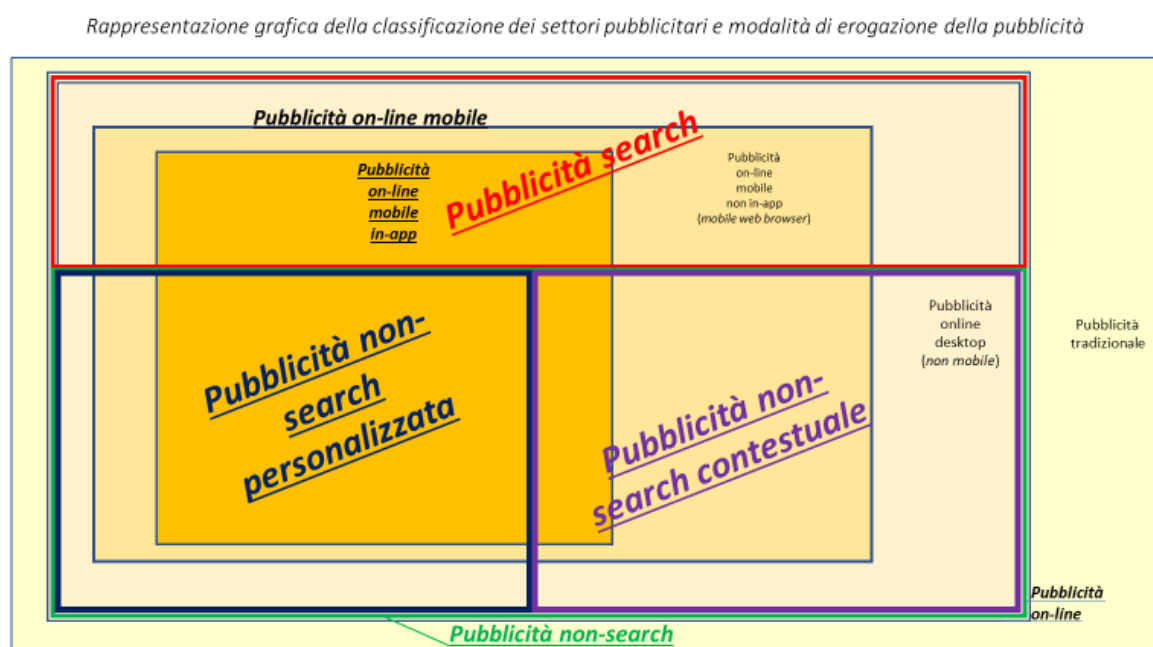 Rappresentazione grafica della classificazione dei settori pubblicitari e modalità di erogazione della pubblicità
Pubblicità on-line mobile
Pubblicità search
Pubblicità
on-line
mobile
in-app
Pubblicità
on-line
mobile
non in-app
(mobile web browser)
Pubblicità non-
search
personalizzata
Pubblicità non-
search contestuale
Pubblicità
online
desktop
(non mobile)
Pubblicità
tradizionale
Pubblicità
on-line
Pubblicità non-search